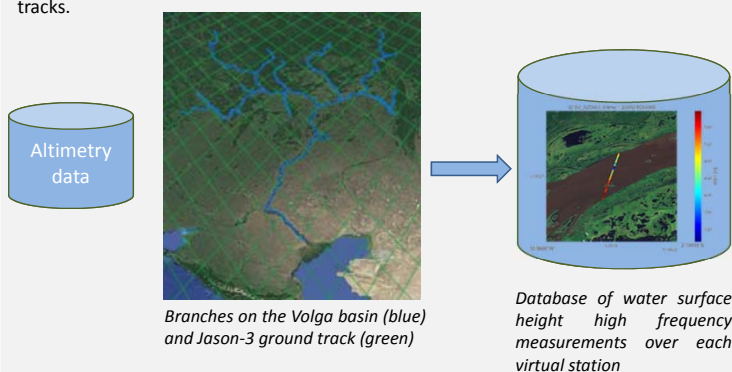 tracks.
Altimetry
data
Branches on the Volga basin (blue)
and Jason-3 ground track (green)
Database of water surface
height high frequency
measurements over each
virtual station